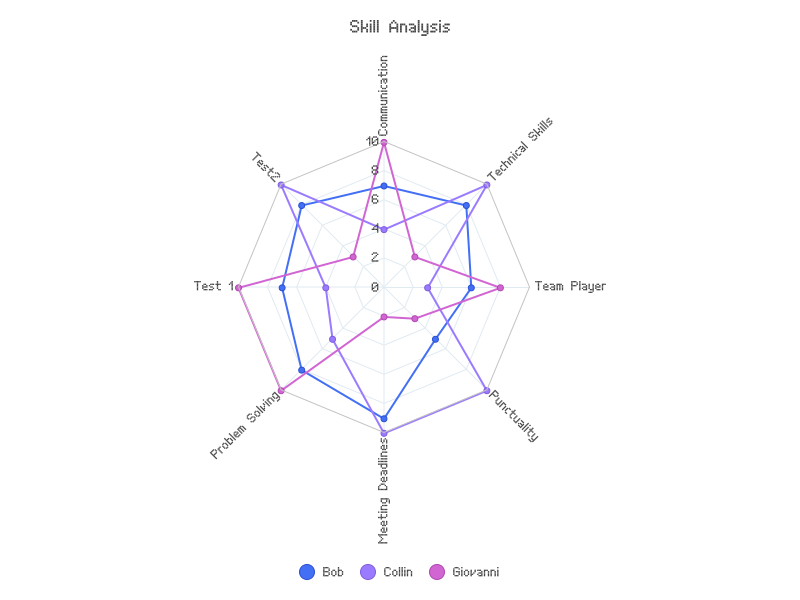 Skill Analysis
Communication
Technical Skills
Team Player
Punctuality
Meeting Deadlines
Problem Solving
Test 1
Test2
10
8
6
4
2
0
Bob
Collin
Giovanni